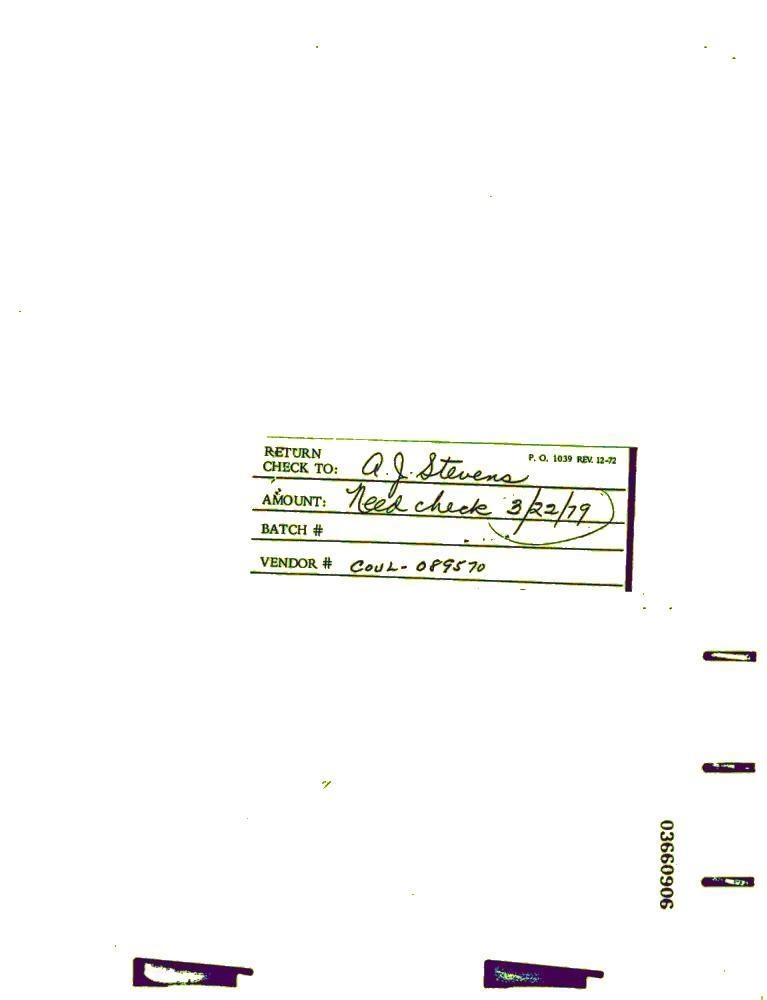 RETURN
CHECK TO: A. J. Stevens
P. O. 1039 REV. 12-72
AMOUNT: Need check 3/22/79
BATCH #
VENDOR # COUL-089570
03660906